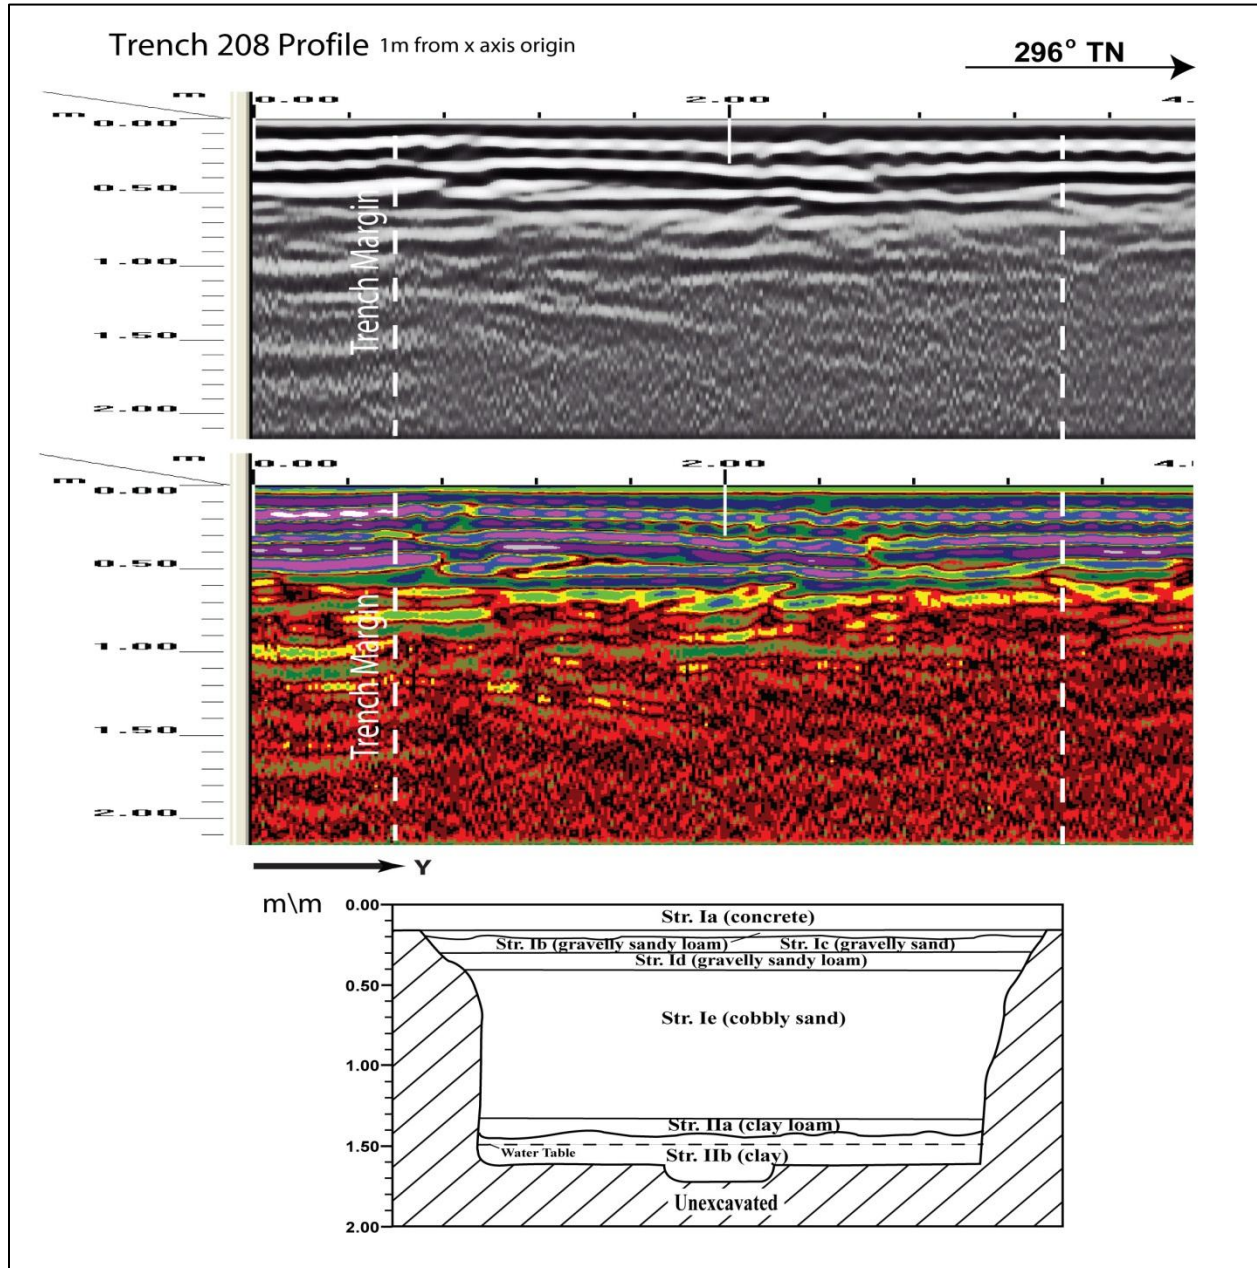 Trench 208 Profile 1m from x axis origin
296° TN
m
0.00 2.00 4.
m
0.00
0.50
1.00
1.50
2.00
Trench Margin
m
0.00 2.00 4.
m
0.00
0.50
1.00
1.50
2.00
Trench Margin
Y
m\m
0.00
Str. Ia (concrete)
Str. Ib (gravelly sandy loam) Str. Ic (gravelly sand)
Str. Id (gravelly sandy loam)
0.50
Str. Ie (cobbly sand)
1.00
Str. IIa (clay loam)
1.50
Water Table
Str. IIb (clay)
Unexcavated
2.00